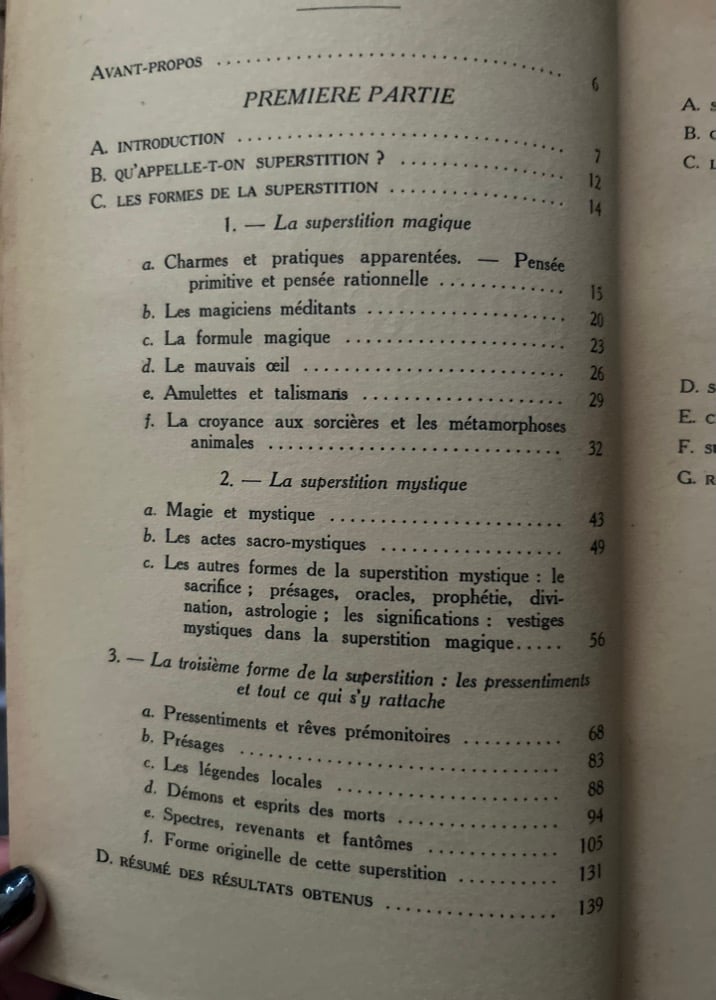 AVANT-PROPOS .............................. 6
PREMIERE PARTIE
A. INTRODUCTION .............................. 7
B. QU'APPELLE-T-ON SUPERSTITION ? .................. 12
C. LES FORMES DE LA SUPERSTITION .................. 14
1. — La superstition magique
a. Charmes et pratiques apparentées. — Pensée
primitive et pensée rationnelle ............. 15
b. Les magiciens méditants .................... 20
c. La formule magique ...................... 23
d. Le mauvais œil .......................... 26
e. Amulettes et talismans .................... 29
f. La croyance aux sorcières et les métamorphoses
animales .............................. 32
2. — La superstition mystique
a. Magie et mystique ........................ 43
b. Les actes sacro-mystiques .................. 49
c. Les autres formes de la superstition mystique : le
sacrifice ; présages, oracles, prophétie, divi-
nation, astrologie ; les significations : vestiges
mystiques dans la superstition magique..... 56
3. — La troisième forme de la superstition : les pressentiments
et tout ce qui s'y rattache
a. Pressentiments et rêves prémonitoires .......... 68
b. Présages ................................ 83
c. Les légendes locales ...................... 88
d. Démons et esprits des morts ................ 94
e. Spectres, revenants et fantômes ............. 105
f. Forme originelle de cette superstition .......... 131
D. RÉSUMÉ DES RÉSULTATS OBTENUS ................. 139
A. S
B. C
C. L
D. S
E. C
F. SU
G. R